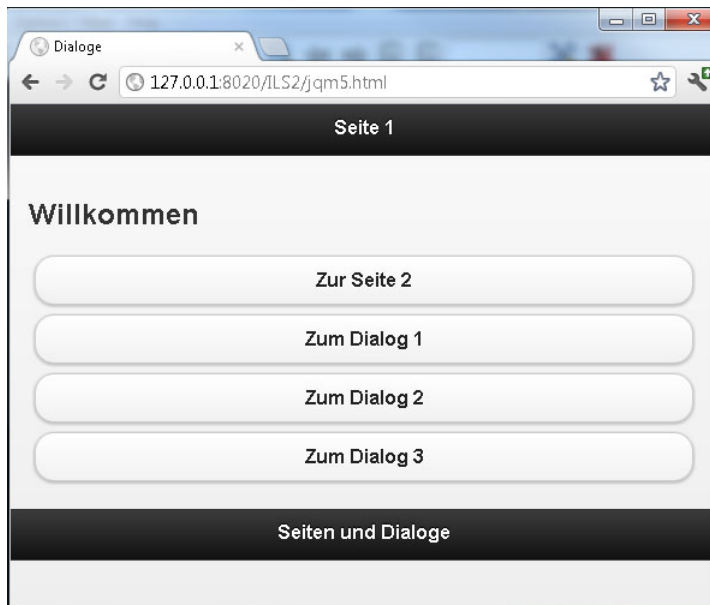 Dialoge
127.0.0.1:8020/ILS2/jqm5.html
Seite 1
Willkommen
Zur Seite 2
Zum Dialog 1
Zum Dialog 2
Zum Dialog 3
Seiten und Dialoge